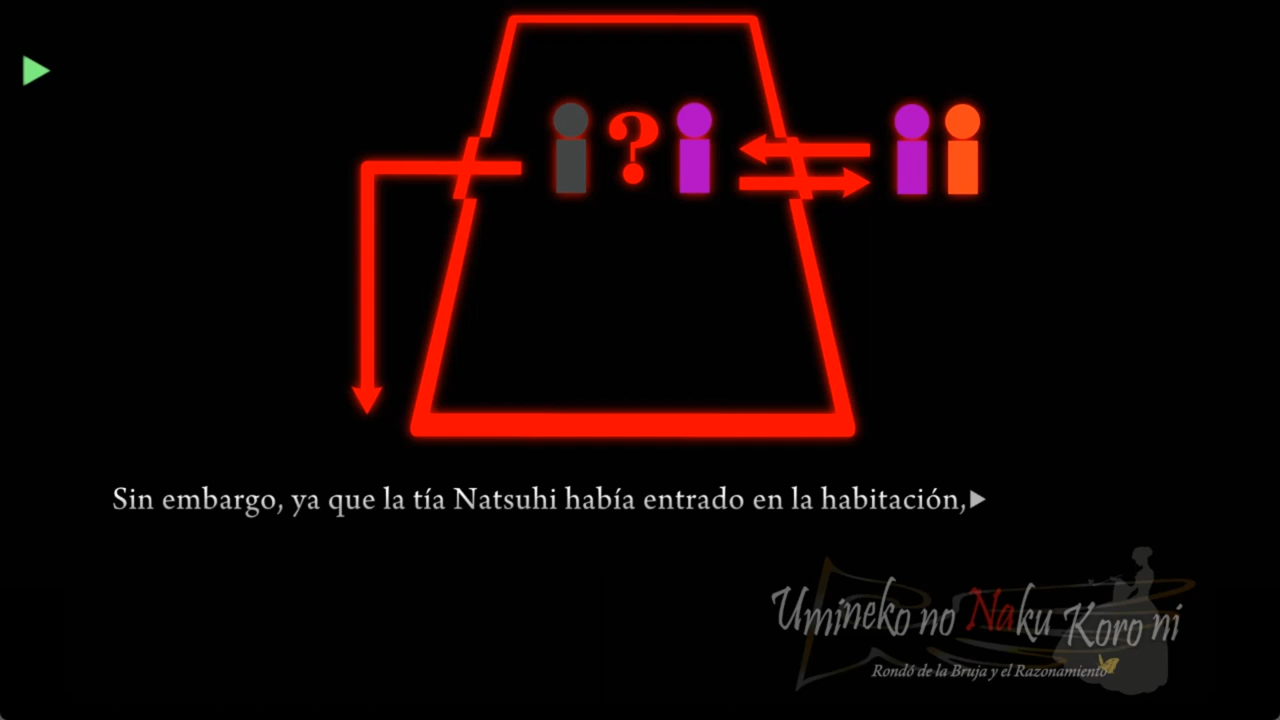 ?
Sin embargo, ya que la tía Natsuhi había entrado en la habitación,
Umineko no Naku Koro ni
Rondó de la Bruja y el Razonamiento